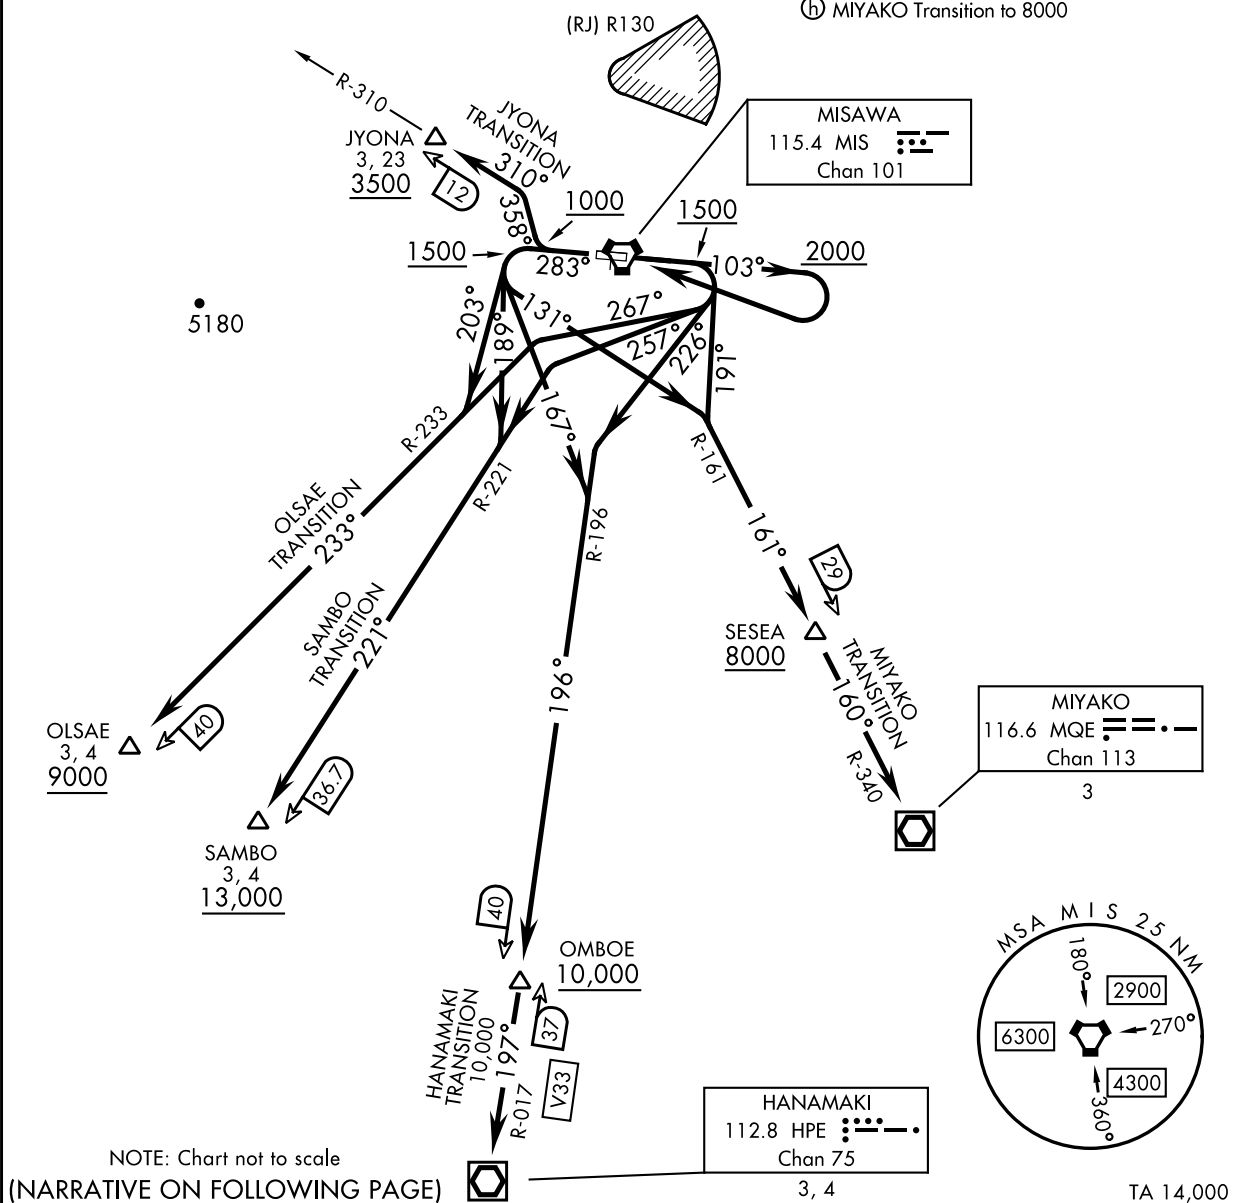 ⓗ MIYAKO Transition to 8000
(RJ) R130
R-310
JYONA
TRANSITION
310°
JYONA
3, 23
3500
12
358°
1000
MISAWA
115.4 MIS
Chan 101
1500
283°
1500
103°
2000
5180
203°
189°
131°
267°
257°
226°
191°
167°
R-233
R-221
R-196
R-161
OLSAE
TRANSITION
233°
SAMBO
TRANSITION
221°
196°
161°
29
SESEA
8000
MIYAKO
TRANSITION
160°
R-340
MIYAKO
116.6 MQE
Chan 113
3
OLSAE
3, 4
9000
40
SAMBO
3, 4
13,000
36.7
40
OMBOE
10,000
HANAMAKI
TRANSITION
10,000
197°
R-017
37
V33
HANAMAKI
112.8 HPE
Chan 75
3, 4
MSA MIS 25 NM
180°
2900
6300
270°
4300
360°
NOTE: Chart not to scale
(NARRATIVE ON FOLLOWING PAGE)
TA 14,000